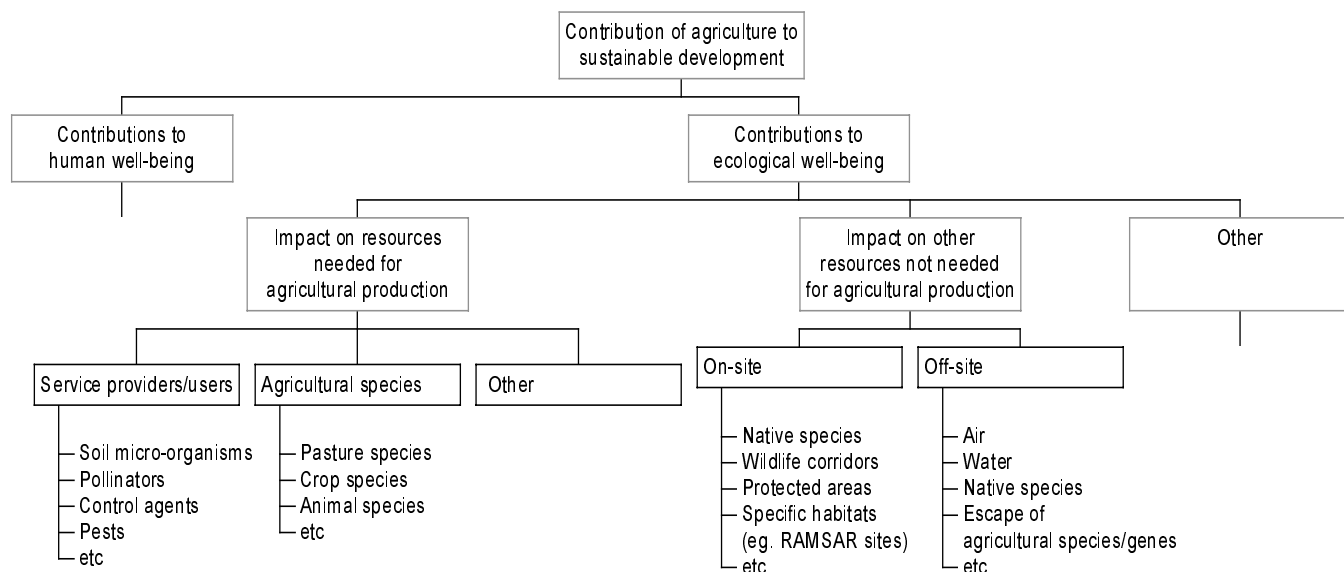 Contribution of agriculture to
sustainable development
Contributions to
human well-being
Contributions to
ecological well-being
Impact on resources
needed for
agricultural production
Impact on other
resources not needed
for agricultural production
Other
Service providers/users
Agricultural species
Other
On-site
Off-site
Soil micro-organisms
Pollinators
Control agents
Pests
etc
Pasture species
Crop species
Animal species
etc
Native species
Wildlife corridors
Protected areas
Specific habitats
(eg. RAMSAR sites)
etc
Air
Water
Native species
Escape of
agricultural species/genes
etc